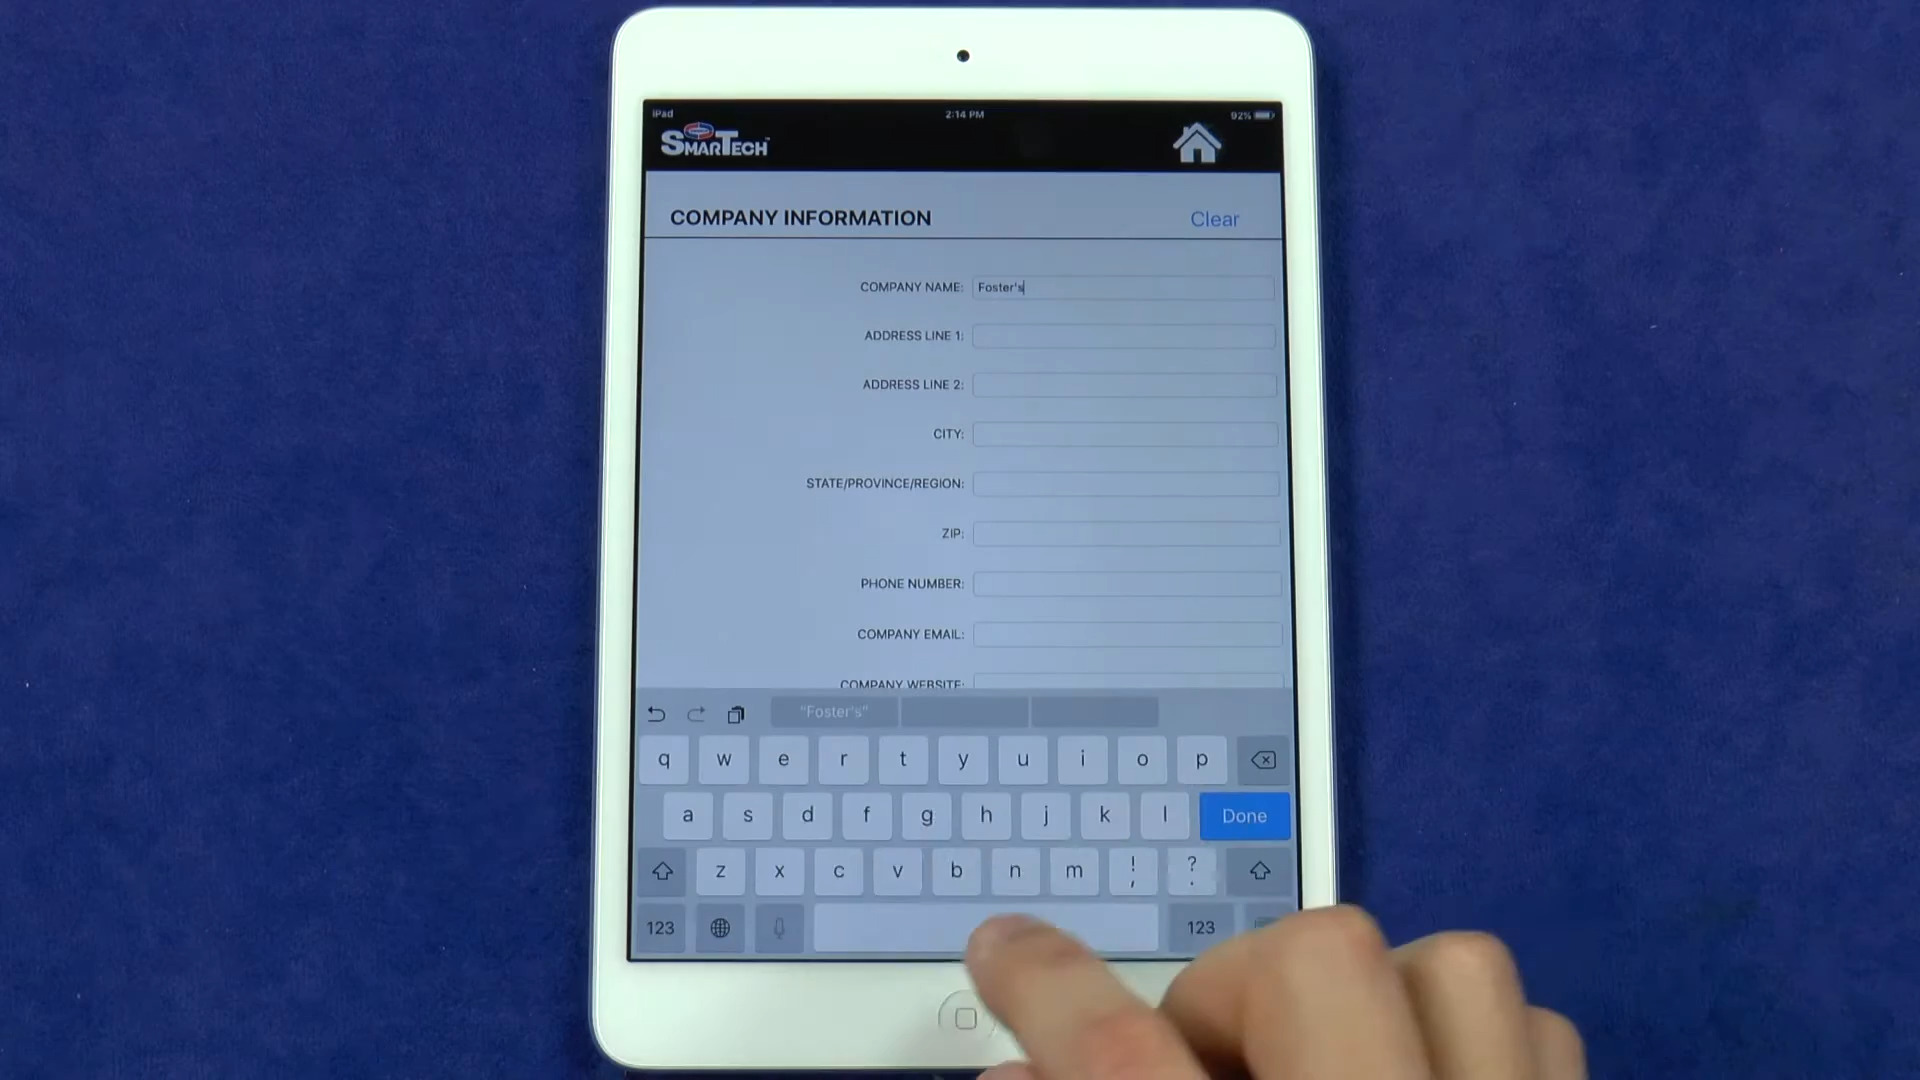 iPad 2:14 PM 92%
SMARTECH
COMPANY INFORMATION Clear
COMPANY NAME: Foster's
ADDRESS LINE 1:
ADDRESS LINE 2:
CITY:
STATE/PROVINCE/REGION:
ZIP:
PHONE NUMBER:
COMPANY EMAIL:
COMPANY WEBSITE:
"Foster's"
q w e r t y u i o p
a s d f g h j k l Done
z x c v b n m ! , ? .
123 123